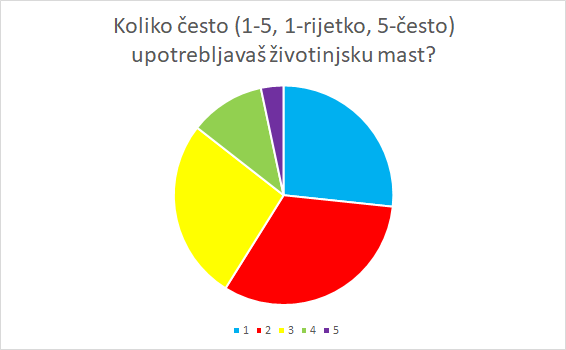 Koliko često (1-5, 1-rijetko, 5-često)
upotrebljavaš životinjsku mast?
1 2 3 4 5